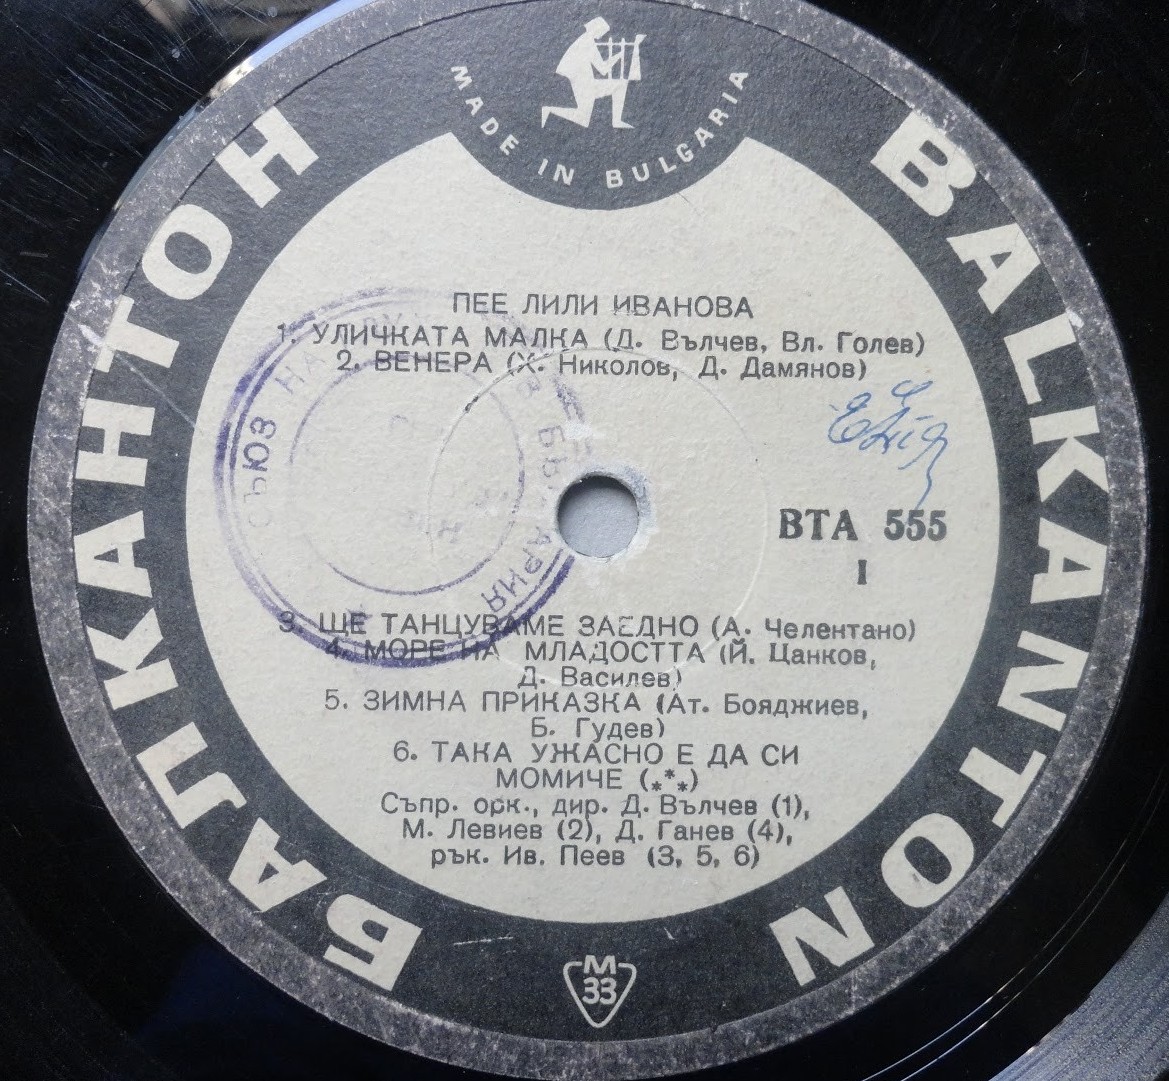 MADE IN BULGARIA
БАЛКАНТОН
BALKANTON
ПЕЕ ЛИЛИ ИВАНОВА
1. УЛИЧКАТА МАЛКА (Д. Вълчев, Вл. Голев)
2. ВЕНЕРА (Х. Николов, Д. Дамянов)
СЪЮЗ НА
В БЪЛГАРИЯ
ВТА 555
I
3. ЩЕ ТАНЦУВАМЕ ЗАЕДНО (А. Челентано)
4. МОРЕ НА МЛАДОСТТА (Й. Цанков,
Д. Василев)
5. ЗИМНА ПРИКАЗКА (Ат. Бояджиев,
Б. Гудев)
6. ТАКА УЖАСНО Е ДА СИ
МОМИЧЕ (***)
Съпр. орк., дир. Д. Вълчев (1),
М. Левиев (2), Д. Ганев (4),
рък. Ив. Пеев (3, 5, 6)
М
33